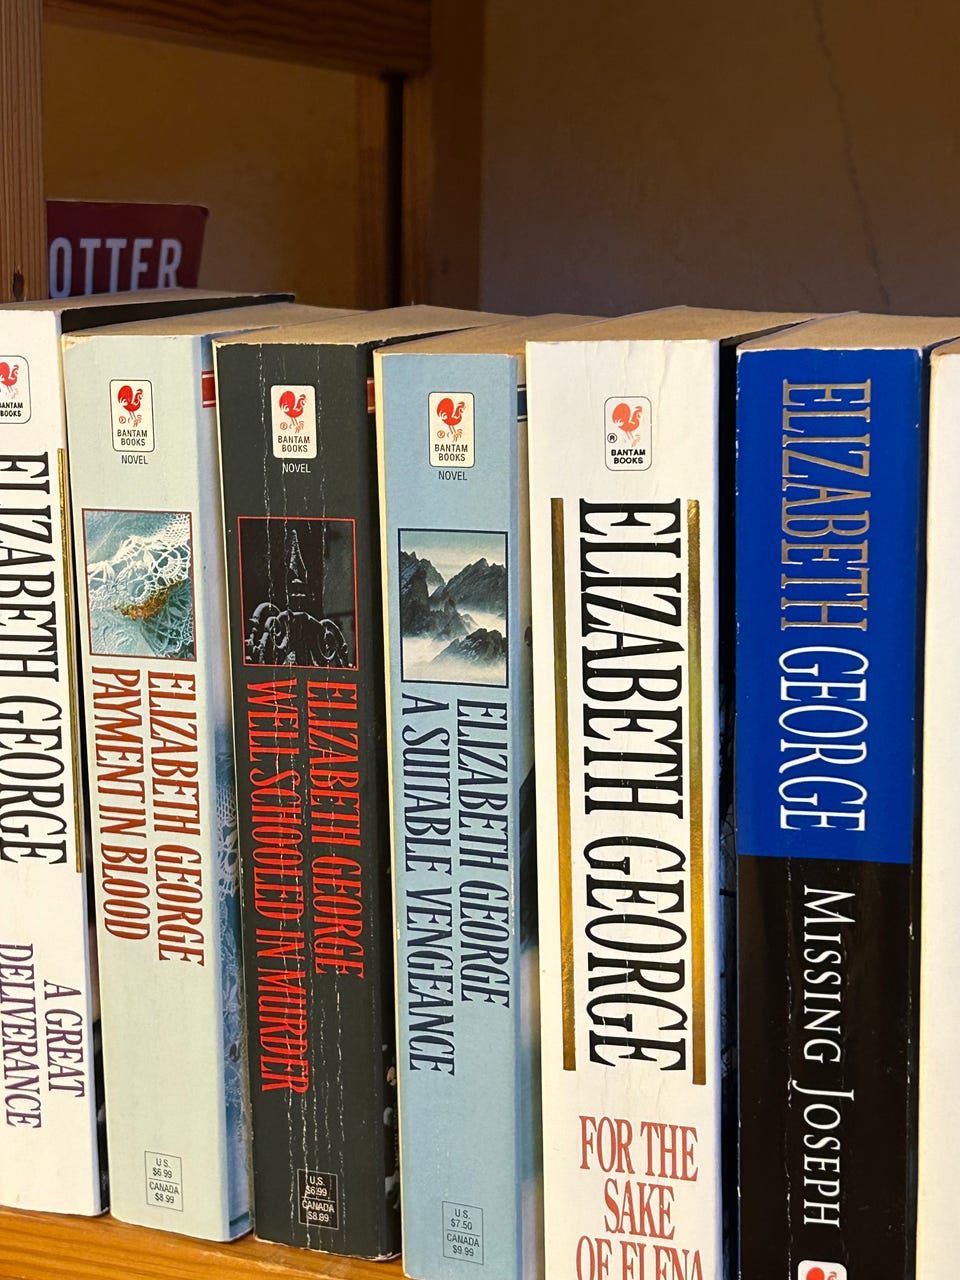 OTTER
BANTAM
BOOKS
ELIZABETH GEORGE
A GREAT
DELIVERANCE
BANTAM
BOOKS
NOVEL
ELIZABETH GEORGE
PAYMENT IN BLOOD
U.S.
$6.99
CANADA
$8.99
BANTAM
BOOKS
NOVEL
ELIZABETH GEORGE
WELL SCHOOLED IN MURDER
U.S.
$6.99
CANADA
$8.99
BANTAM
BOOKS
NOVEL
ELIZABETH GEORGE
A SUITABLE VENGEANCE
U.S.
$7.50
CANADA
$9.99
®
BANTAM
BOOKS
ELIZABETH GEORGE
FOR THE
SAKE
OF ELENA
ELIZABETH GEORGE
MISSING JOSEPH